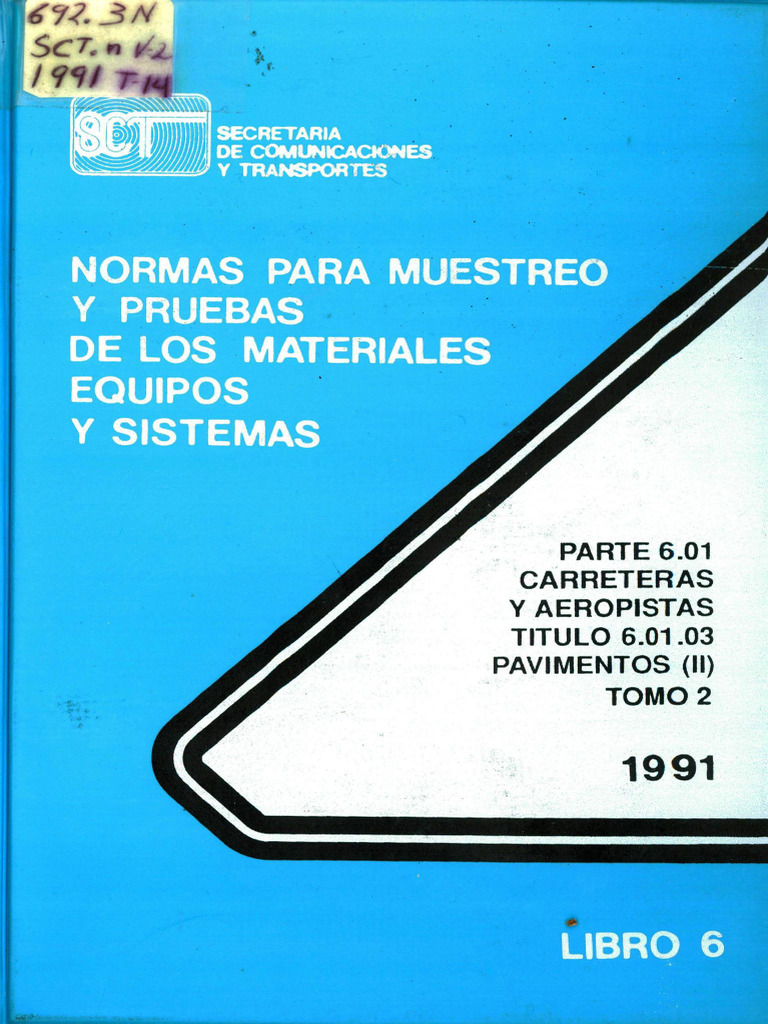 692.3N
SCT.n V-2
1991 T-14
SCT
SECRETARIA
DE COMUNICACIONES
Y TRANSPORTES
NORMAS PARA MUESTREO
Y PRUEBAS
DE LOS MATERIALES
EQUIPOS
Y SISTEMAS
PARTE 6.01
CARRETERAS
Y AEROPISTAS
TITULO 6.01.03
PAVIMENTOS (II)
TOMO 2
1991
LIBRO 6